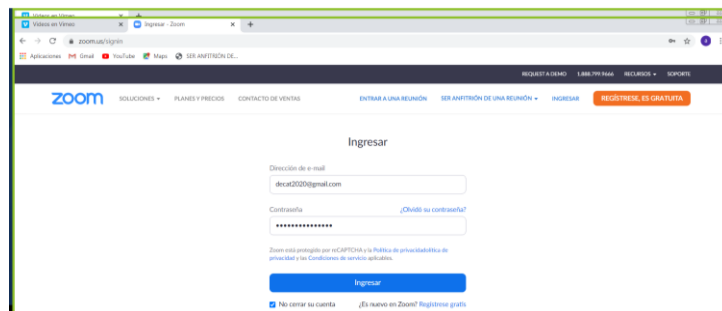 Videos en Vimeo
Videos en Vimeo Ingresar - Zoom
zoom.us/signin
Aplicaciones Gmail YouTube Maps SER ANFITRIÓN DE...
REQUEST A DEMO 1.888.799.9666 RECURSOS SOPORTE
zoom SOLUCIONES PLANES Y PRECIOS CONTACTO DE VENTAS ENTRAR A UNA REUNIÓN SER ANFITRIÓN DE UNA REUNIÓN INGRESAR REGÍSTRESE, ES GRATUITA
Ingresar
Dirección de e-mail
decat2020@gmail.com
Contraseña ¿Olvidó su contraseña?
•••••••••••••••
Zoom está protegido por reCAPTCHA y la Política de privacidadolítica de
privacidad y las Condiciones de servicio aplicables.
Ingresar
No cerrar su cuenta ¿Es nuevo en Zoom? Regístrese gratis